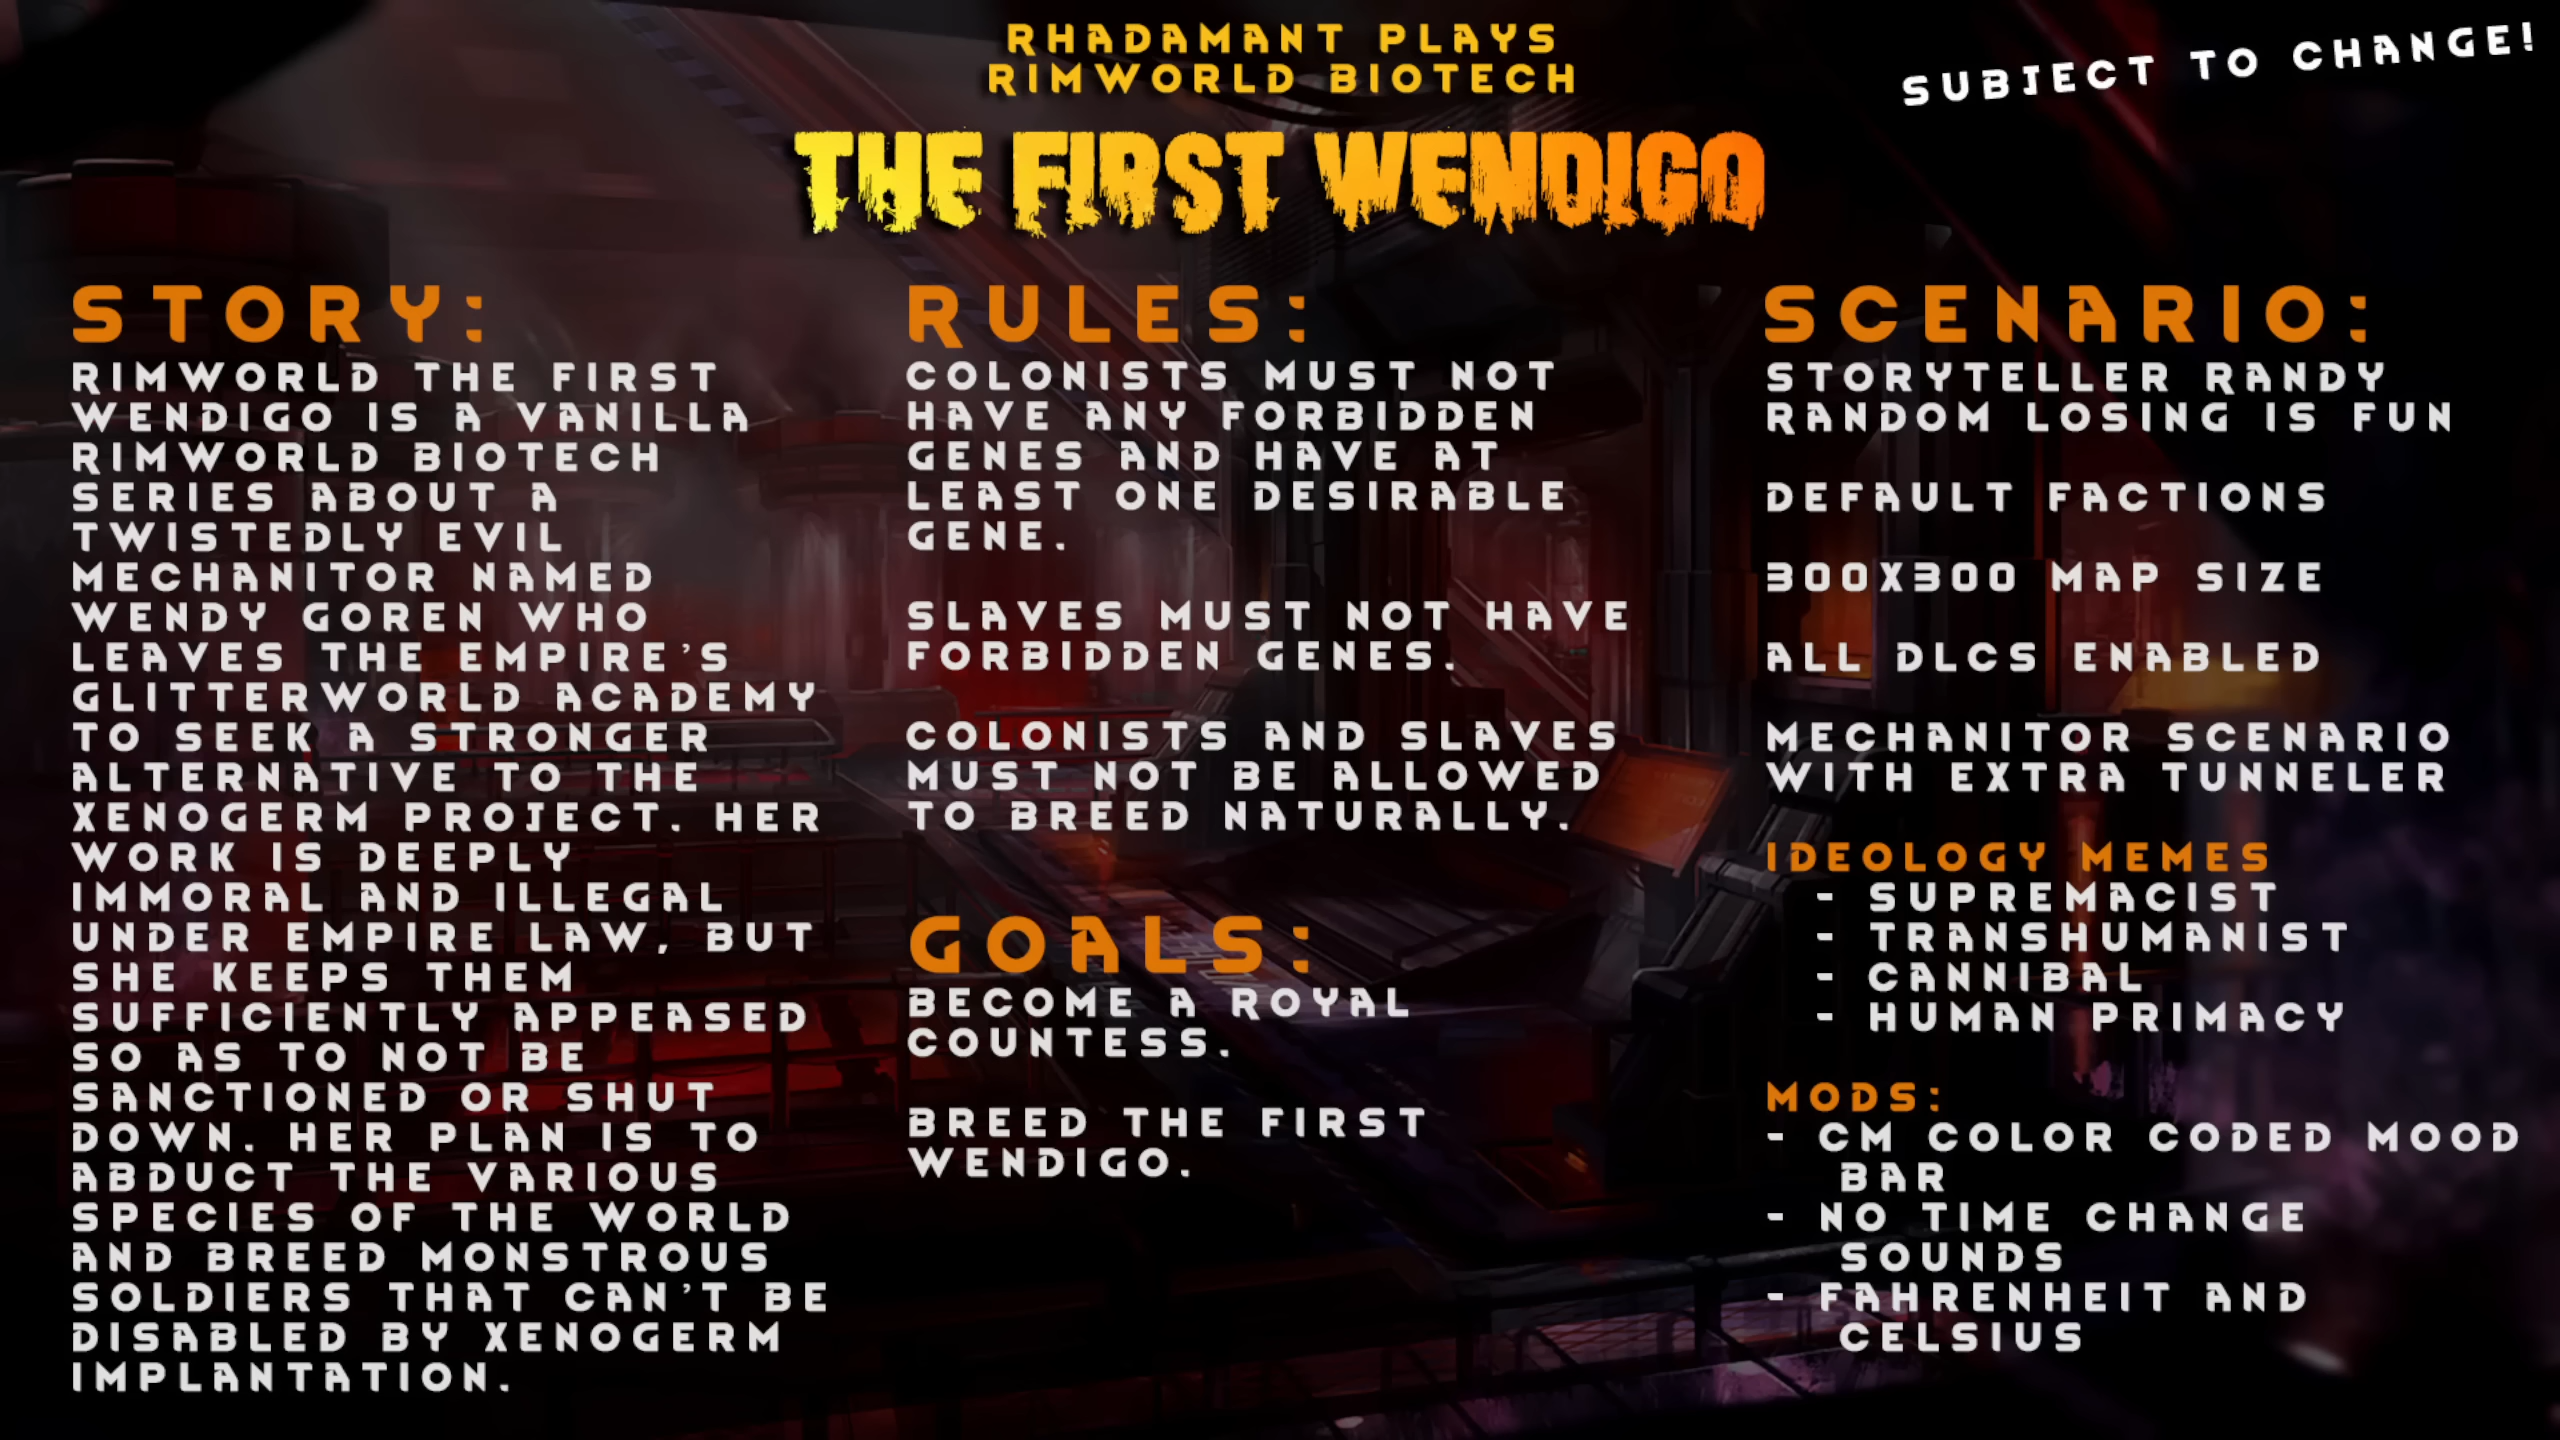 RHADAMANT PLAYS
RIMWORLD BIOTECH
SUBJECT TO CHANGE!
THE FIRST WENDIGO
STORY:
RIMWORLD THE FIRST
WENDIGO IS A VANILLA
RIMWORLD BIOTECH
SERIES ABOUT A
TWISTEDLY EVIL
MECHANITOR NAMED
WENDY GOREN WHO
LEAVES THE EMPIRE'S
GLITTERWORLD ACADEMY
TO SEEK A STRONGER
ALTERNATIVE TO THE
XENOGERM PROJECT. HER
WORK IS DEEPLY
IMMORAL AND ILLEGAL
UNDER EMPIRE LAW, BUT
SHE KEEPS THEM
SUFFICIENTLY APPEASED
SO AS TO NOT BE
SANCTIONED OR SHUT
DOWN. HER PLAN IS TO
ABDUCT THE VARIOUS
SPECIES OF THE WORLD
AND BREED MONSTROUS
SOLDIERS THAT CAN'T BE
DISABLED BY XENOGERM
IMPLANTATION.
RULES:
COLONISTS MUST NOT
HAVE ANY FORBIDDEN
GENES AND HAVE AT
LEAST ONE DESIRABLE
GENE.
SLAVES MUST NOT HAVE
FORBIDDEN GENES.
COLONISTS AND SLAVES
MUST NOT BE ALLOWED
TO BREED NATURALLY.
GOALS:
BECOME A ROYAL
COUNTESS.
BREED THE FIRST
WENDIGO.
SCENARIO:
STORYTELLER RANDY
RANDOM LOSING IS FUN
DEFAULT FACTIONS
300X300 MAP SIZE
ALL DLCS ENABLED
MECHANITOR SCENARIO
WITH EXTRA TUNNELER
IDEOLOGY MEMES
- SUPREMACIST
- TRANSHUMANIST
- CANNIBAL
- HUMAN PRIMACY
MODS:
- CM COLOR CODED MOOD
BAR
- NO TIME CHANGE
SOUNDS
- FAHRENHEIT AND
CELSIUS